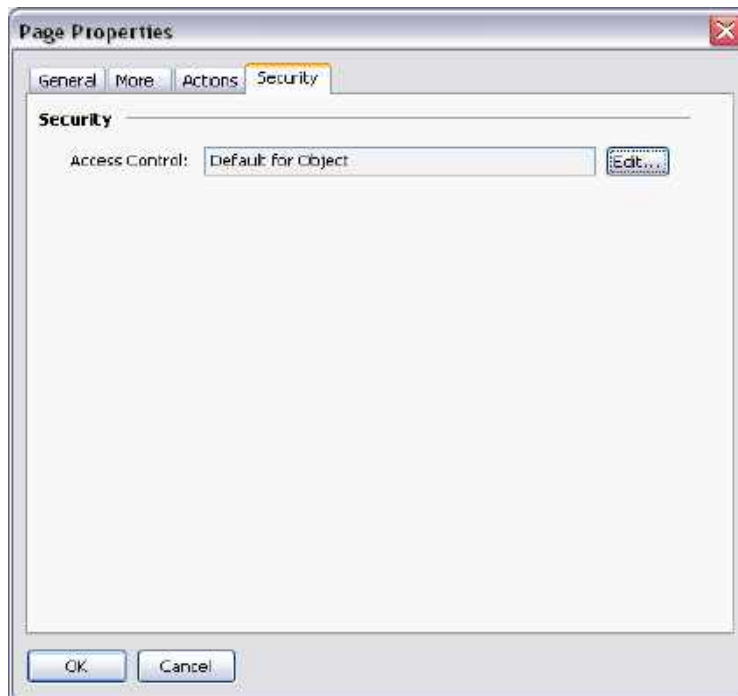 Page Properties
General More Actions Security
Security
Access Control: Default for Object Edit...
OK Cancel